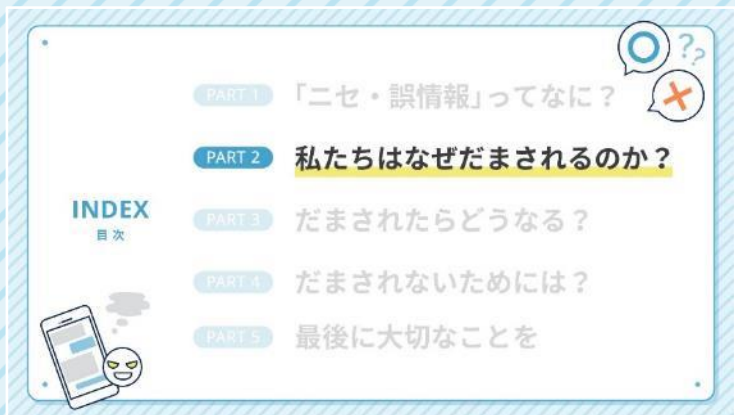 ??
PART 1 「ニセ・誤情報」ってなに？
PART 2 私たちはなぜだまされるのか？
INDEX
目次
PART 3 だまされたらどうなる？
PART 4 だまされないためには？
PART 5 最後に大切なことを